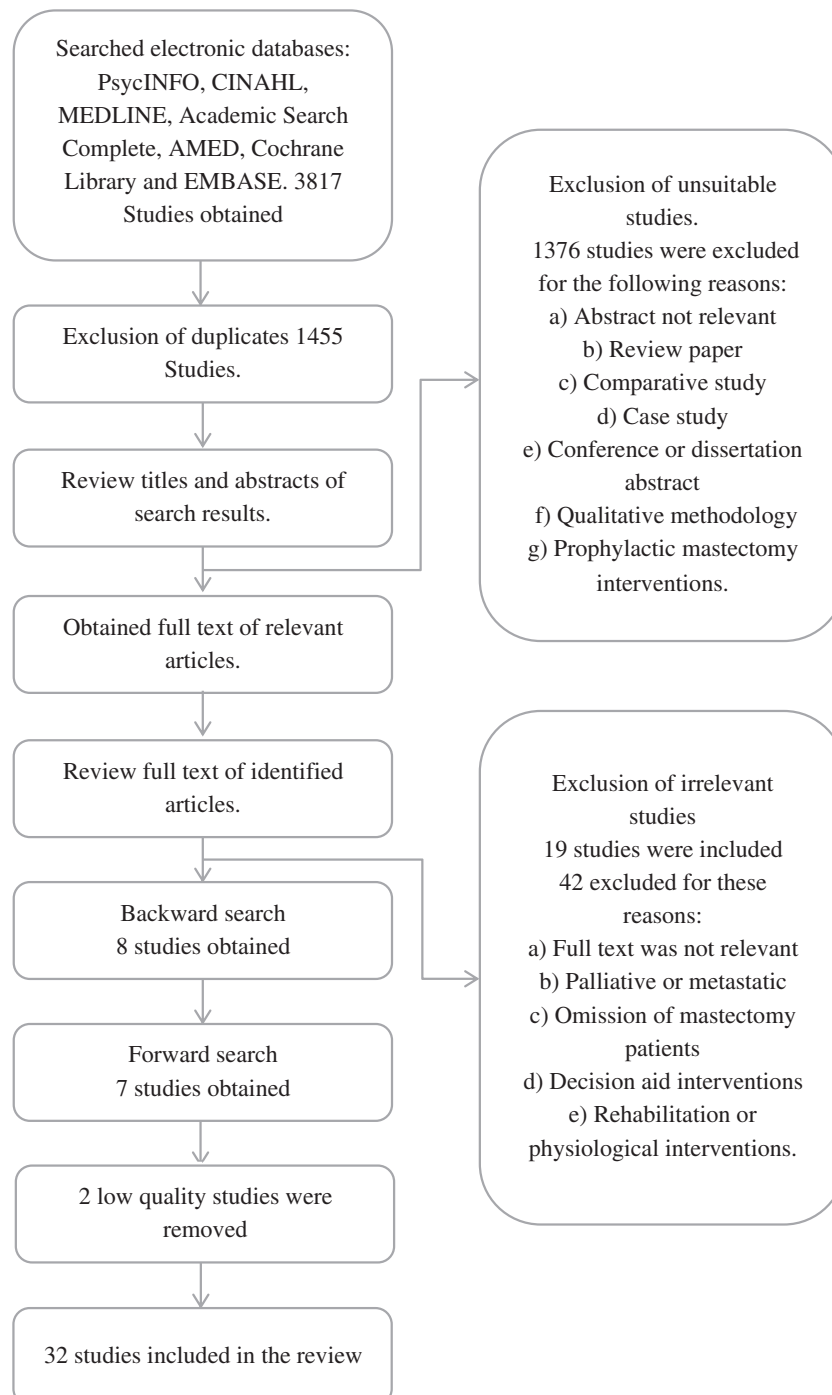 Searched electronic databases:
PsycINFO, CINAHL,
MEDLINE, Academic Search
Complete, AMED, Cochrane
Library and EMBASE. 3817
Studies obtained
Exclusion of duplicates 1455
Studies.
Review titles and abstracts of
search results.
Exclusion of unsuitable
studies.
1376 studies were excluded
for the following reasons:
a) Abstract not relevant
b) Review paper
c) Comparative study
d) Case study
e) Conference or dissertation
abstract
f) Qualitative methodology
g) Prophylactic mastectomy
interventions.
Obtained full text of relevant
articles.
Review full text of identified
articles.
Exclusion of irrelevant
studies
19 studies were included
42 excluded for these
reasons:
a) Full text was not relevant
b) Palliative or metastatic
c) Omission of mastectomy
patients
d) Decision aid interventions
e) Rehabilitation or
physiological interventions.
Backward search
8 studies obtained
Forward search
7 studies obtained
2 low quality studies were
removed
32 studies included in the review